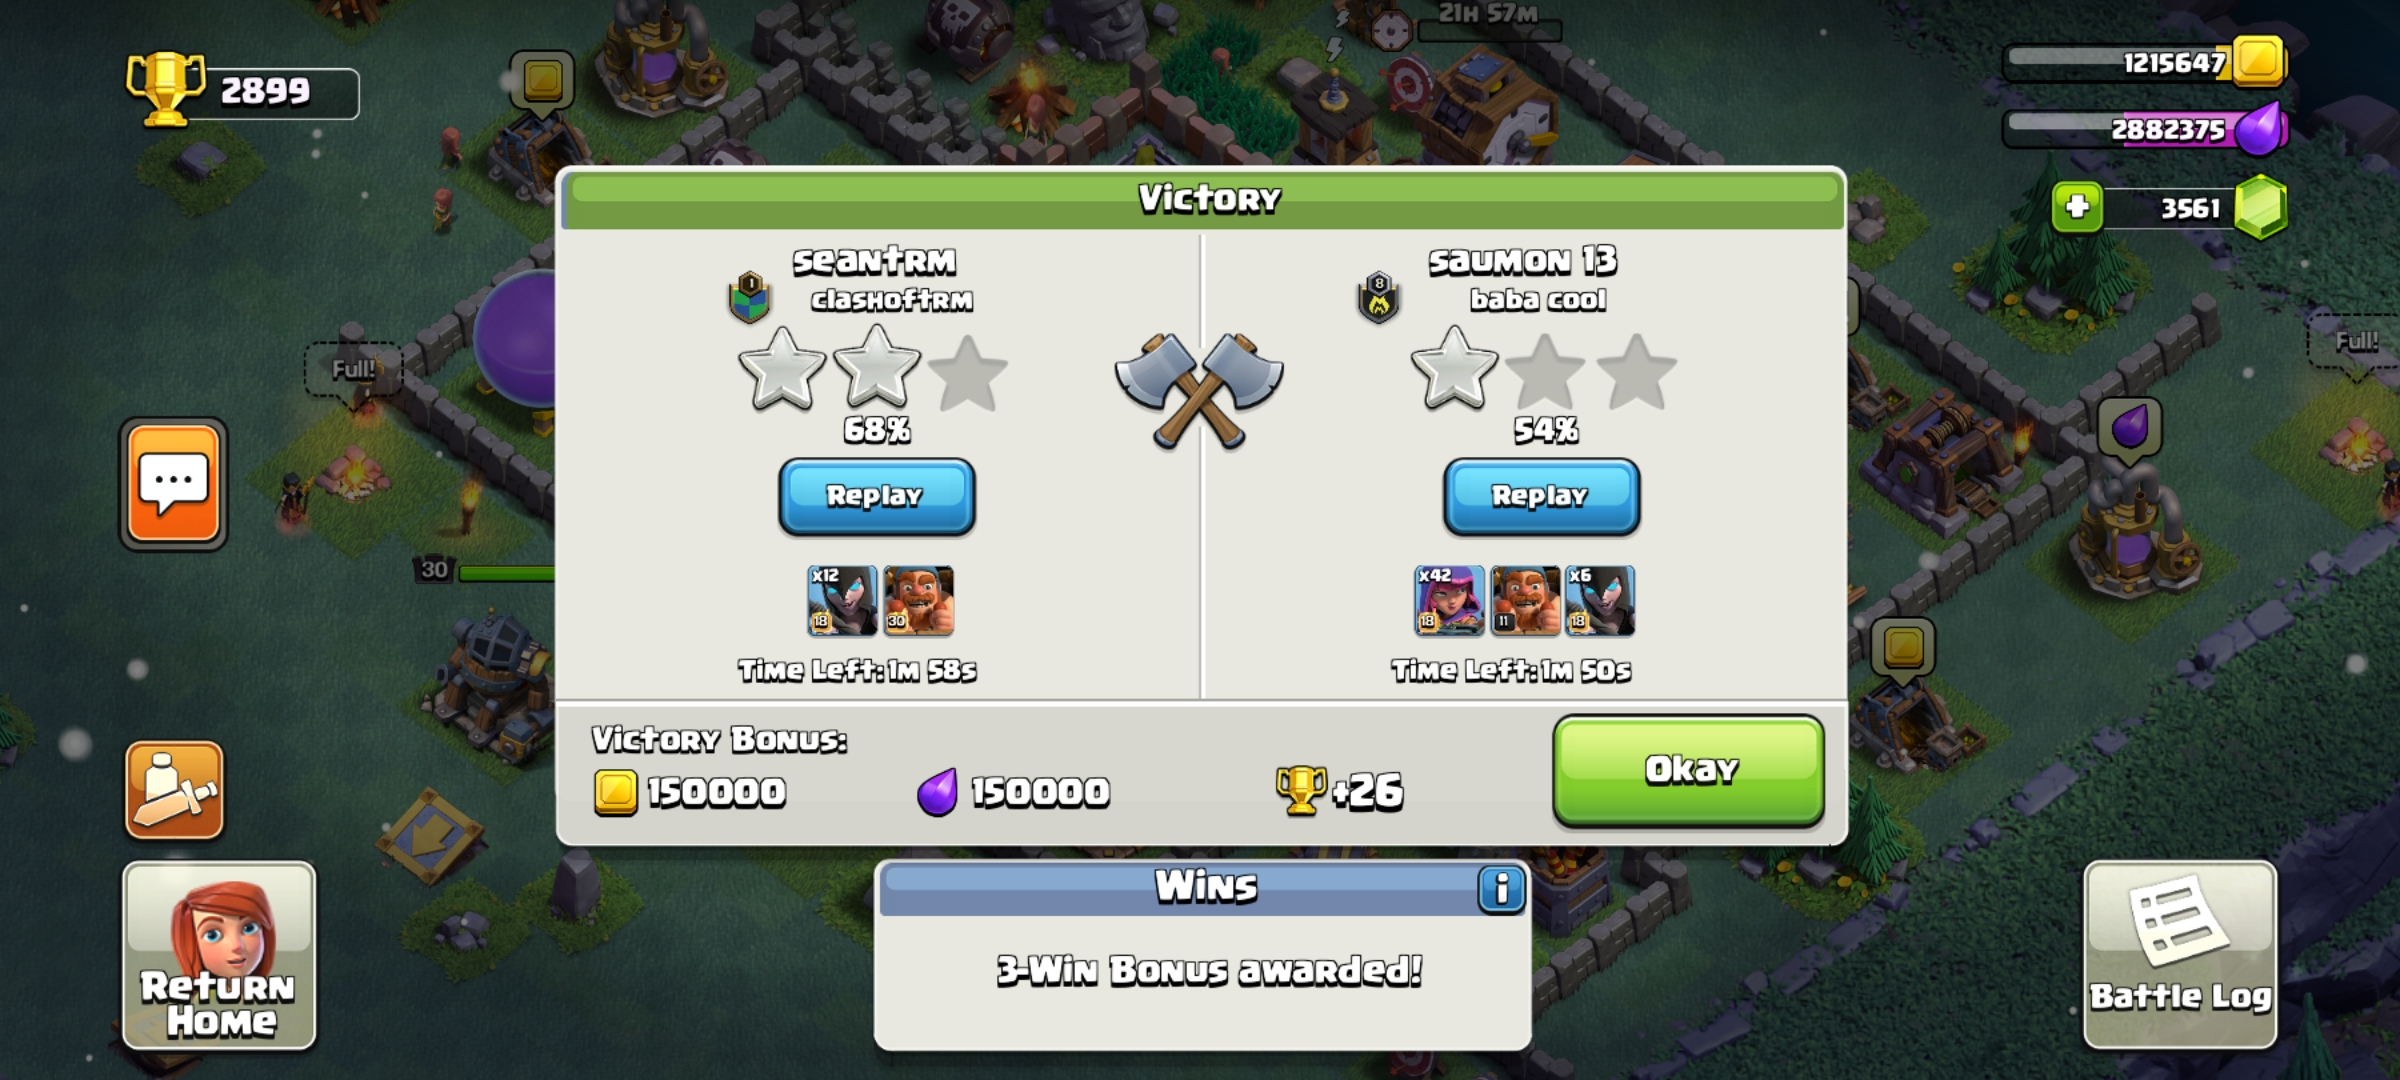 21H 57M
2899
1215647
2882375
3561
Victory
seantrm
1
clashoftrm
saumon 13
8
baba cool
Full!
Full!
68%
54%
Replay
Replay
30
x12
18
30
x42
18
11
x6
18
Time Left: 1m 58s
Time Left: 1m 50s
Victory Bonus:
150000
150000
+26
Okay
Wins
i
3-Win Bonus awarded!
Return
Home
Battle Log